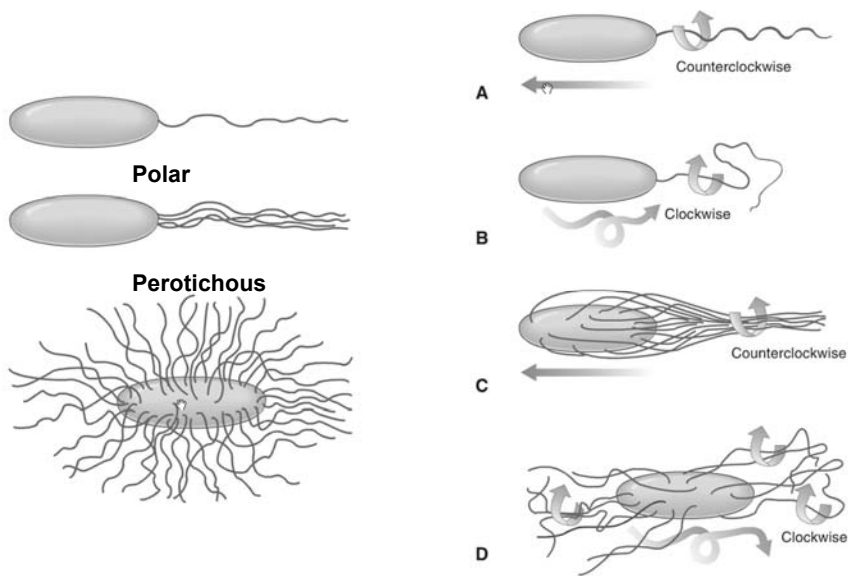 Polar
Perotichous
Counterclockwise
A
Clockwise
B
Counterclockwise
C
Clockwise
D